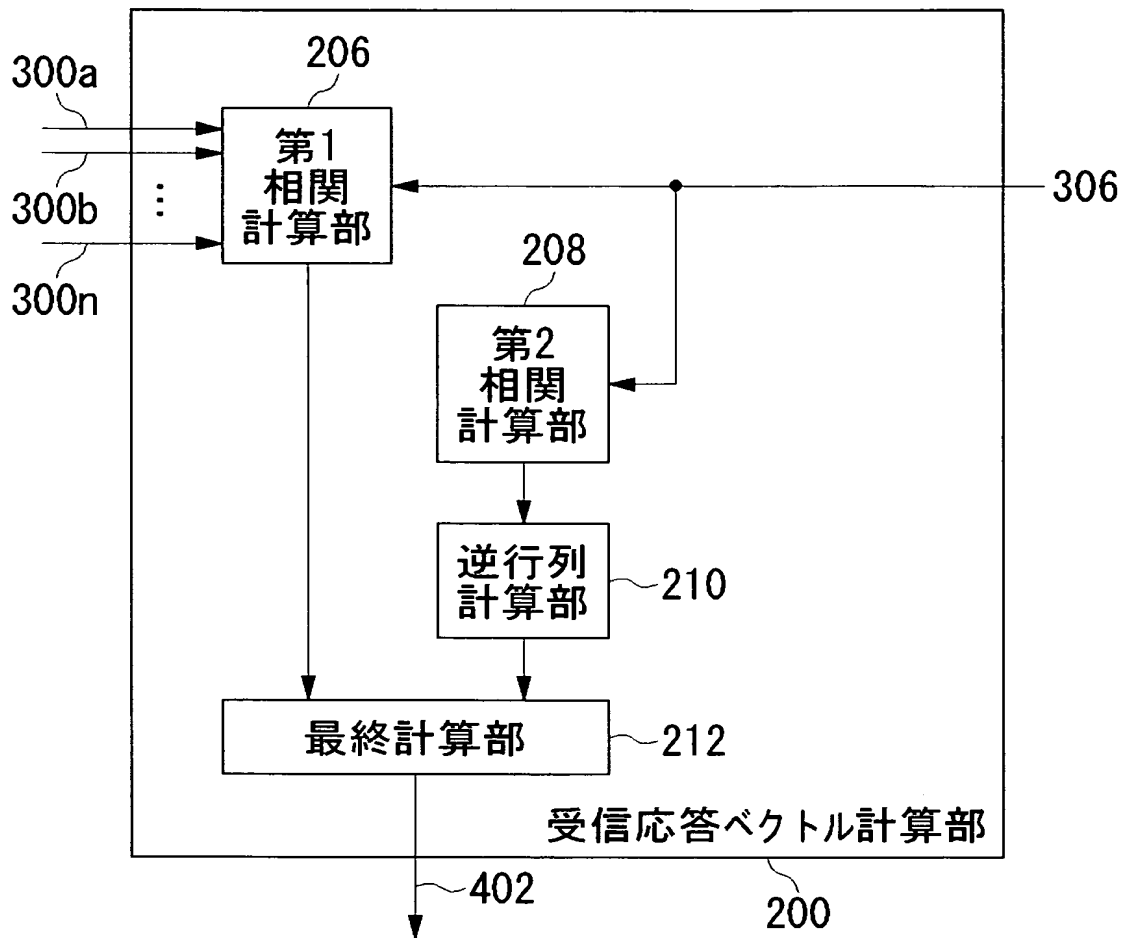 206
300a
第1
相関
計算部
300b
⋮
300n
306
208
第2
相関
計算部
逆行列
計算部
210
最終計算部
212
受信応答ベクトル計算部
402
200